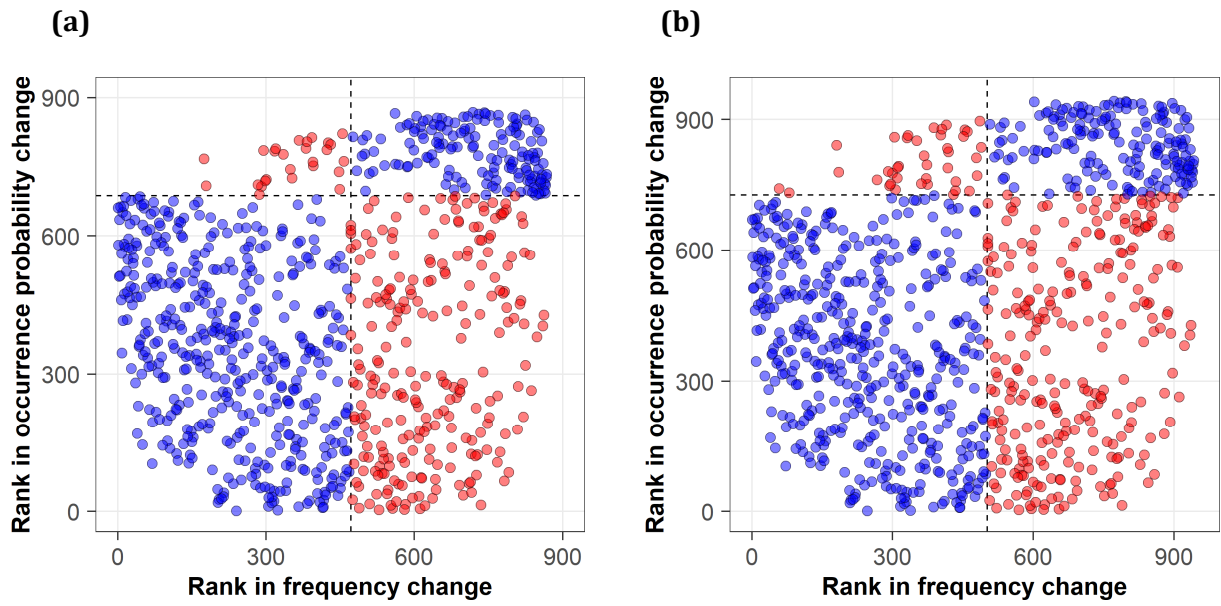 (a)
(b)
Rank in occurrence probability change
900
600
300
0
0 300 600 900
Rank in frequency change
Rank in occurrence probability change
900
600
300
0
0 300 600 900
Rank in frequency change